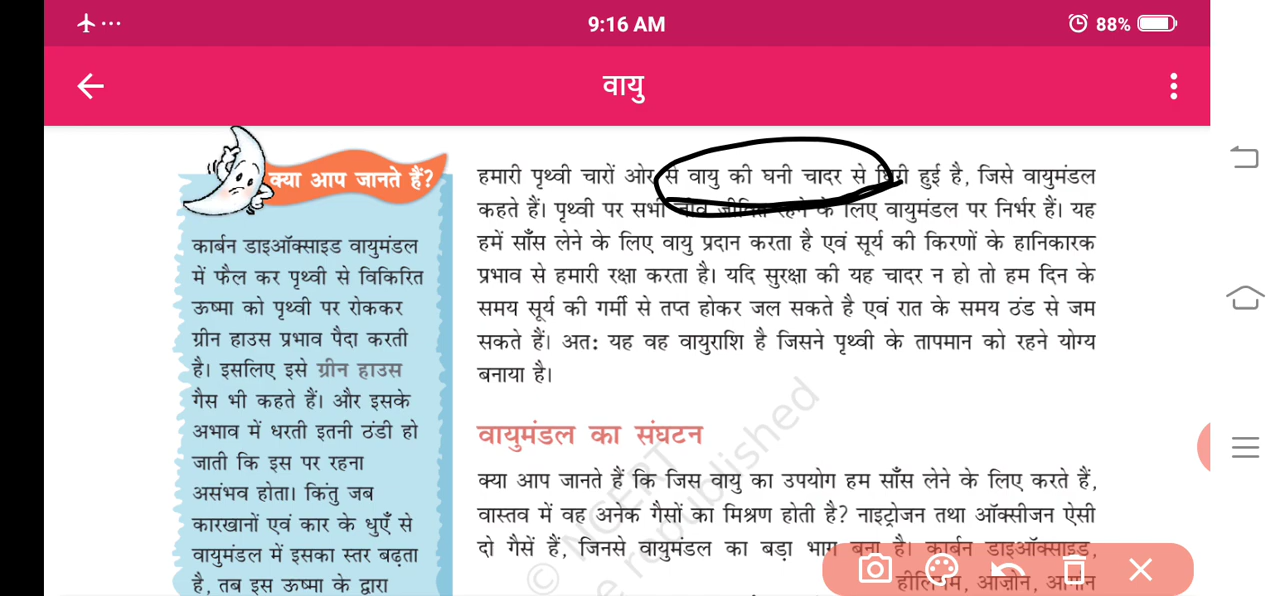 9:16 AM
88%
वायु
क्या आप जानते हैं?
कार्बन डाइऑक्साइड वायुमंडल
में फैल कर पृथ्वी से विकिरित
ऊष्मा को पृथ्वी पर रोककर
ग्रीन हाउस प्रभाव पैदा करती
है। इसलिए इसे ग्रीन हाउस
गैस भी कहते हैं। और इसके
अभाव में धरती इतनी ठंडी हो
जाती कि इस पर रहना
असंभव होता। किंतु जब
कारखानों एवं कार के धुएँ से
वायुमंडल में इसका स्तर बढ़ता
है, तब इस ऊष्मा के द्वारा
हमारी पृथ्वी चारों ओर से वायु की घनी चादर से घिरी हुई है, जिसे वायुमंडल
कहते हैं। पृथ्वी पर सभी जीव जीवित रहने के लिए वायुमंडल पर निर्भर हैं। यह
हमें साँस लेने के लिए वायु प्रदान करता है एवं सूर्य की किरणों के हानिकारक
प्रभाव से हमारी रक्षा करता है। यदि सुरक्षा की यह चादर न हो तो हम दिन के
समय सूर्य की गर्मी से तप्त होकर जल सकते है एवं रात के समय ठंड से जम
सकते हैं। अतः यह वह वायुराशि है जिसने पृथ्वी के तापमान को रहने योग्य
बनाया है।
वायुमंडल का संघटन
क्या आप जानते हैं कि जिस वायु का उपयोग हम साँस लेने के लिए करते हैं,
वास्तव में वह अनेक गैसों का मिश्रण होती है? नाइट्रोजन तथा ऑक्सीजन ऐसी
दो गैसें हैं, जिनसे वायुमंडल का बड़ा भाग बना है। कार्बन डाइऑक्साइड,
हीलियम, ओज़ोन, आर्गान
© NCERT
be republished